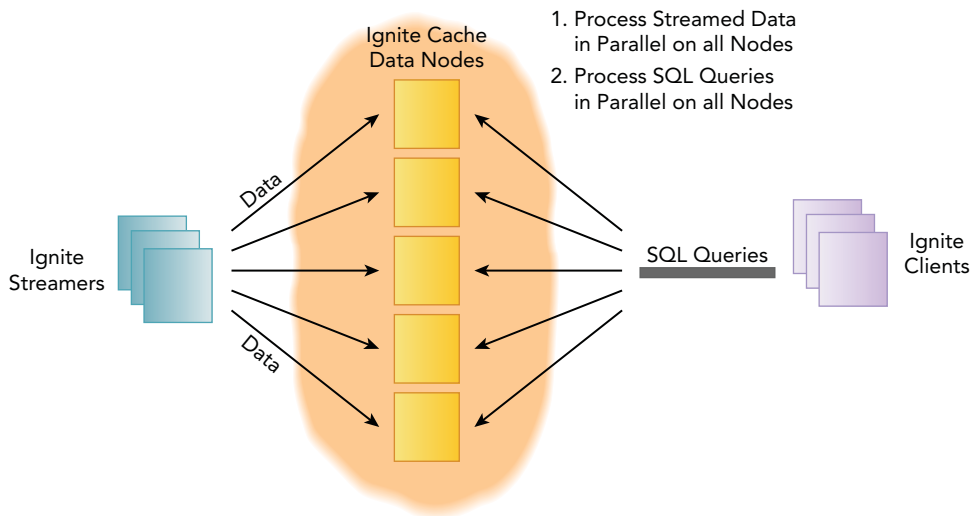 Ignite Cache
Data Nodes
1. Process Streamed Data
in Parallel on all Nodes
2. Process SQL Queries
in Parallel on all Nodes
Data
Ignite
Streamers
Data
SQL Queries
Ignite
Clients